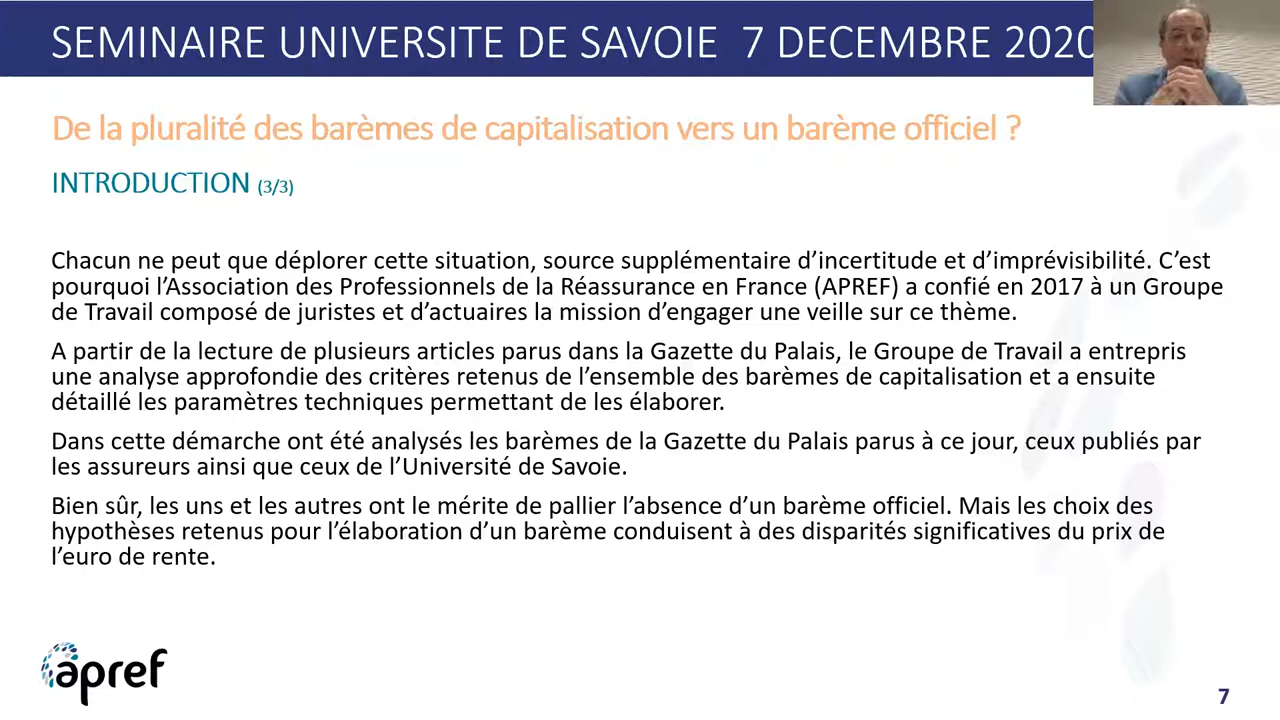 SEMINAIRE UNIVERSITE DE SAVOIE 7 DECEMBRE 2020
De la pluralité des barèmes de capitalisation vers un barème officiel ?
INTRODUCTION (3/3)
Chacun ne peut que déplorer cette situation, source supplémentaire d’incertitude et d’imprévisibilité. C’est
pourquoi l’Association des Professionnels de la Réassurance en France (APREF) a confié en 2017 à un Groupe
de Travail composé de juristes et d’actuaires la mission d’engager une veille sur ce thème.
A partir de la lecture de plusieurs articles parus dans la Gazette du Palais, le Groupe de Travail a entrepris
une analyse approfondie des critères retenus de l’ensemble des barèmes de capitalisation et a ensuite
détaillé les paramètres techniques permettant de les élaborer.
Dans cette démarche ont été analysés les barèmes de la Gazette du Palais parus à ce jour, ceux publiés par
les assureurs ainsi que ceux de l’Université de Savoie.
Bien sûr, les uns et les autres ont le mérite de pallier l’absence d’un barème officiel. Mais les choix des
hypothèses retenus pour l’élaboration d’un barème conduisent à des disparités significatives du prix de
l’euro de rente.
apref
7